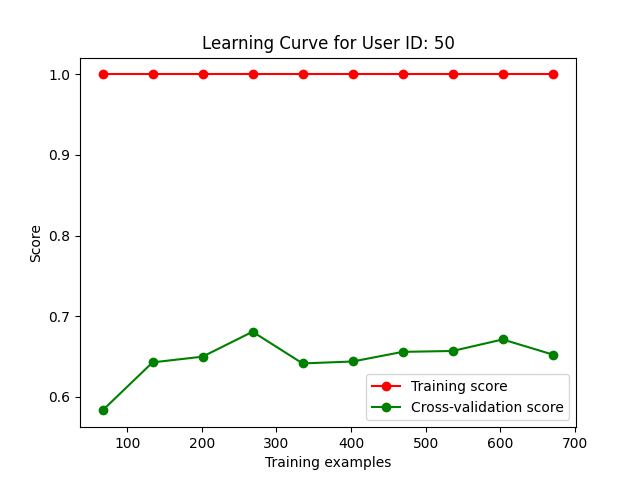 Learning Curve for User ID: 50
1.0
0.9
0.8
0.7
0.6
Score
100 200 300 400 500 600 700
Training examples
Training score
Cross-validation score